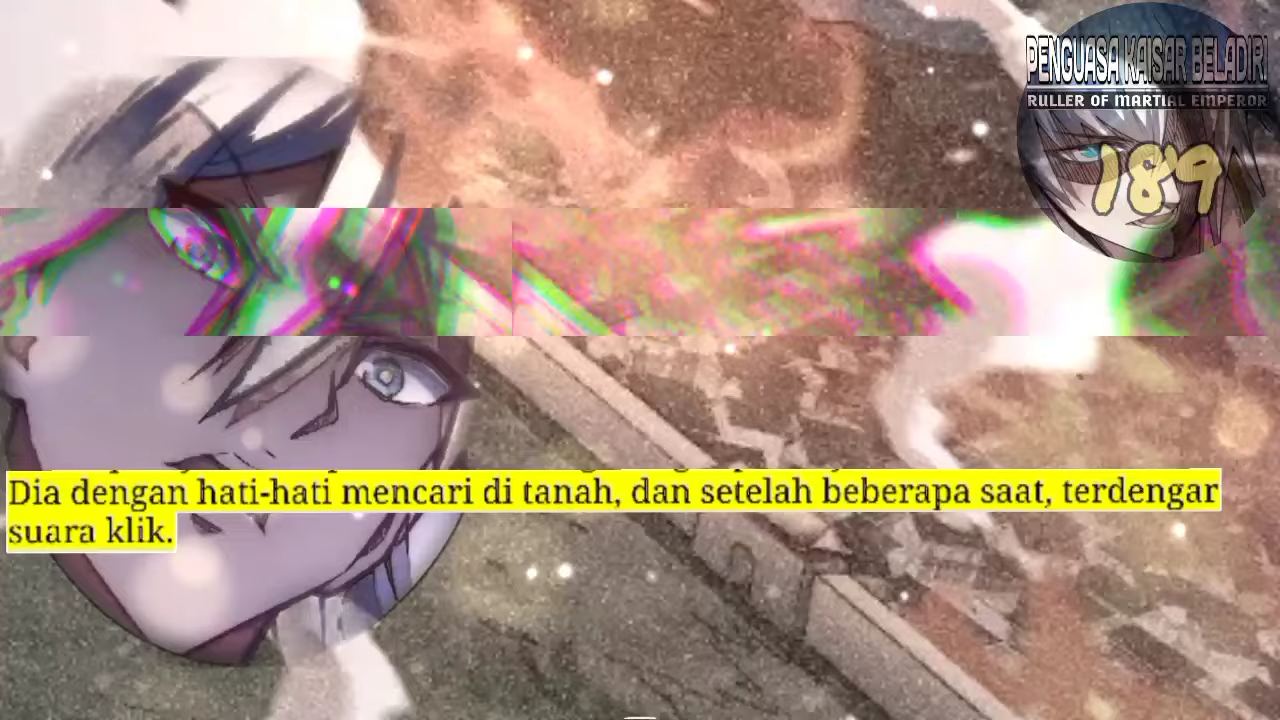 PENGUASA KAISAR BELADIRI
RULLER OF MARTIAL EMPEROR
189
Dia dengan hati-hati mencari di tanah, dan setelah beberapa saat, terdengar
suara klik.